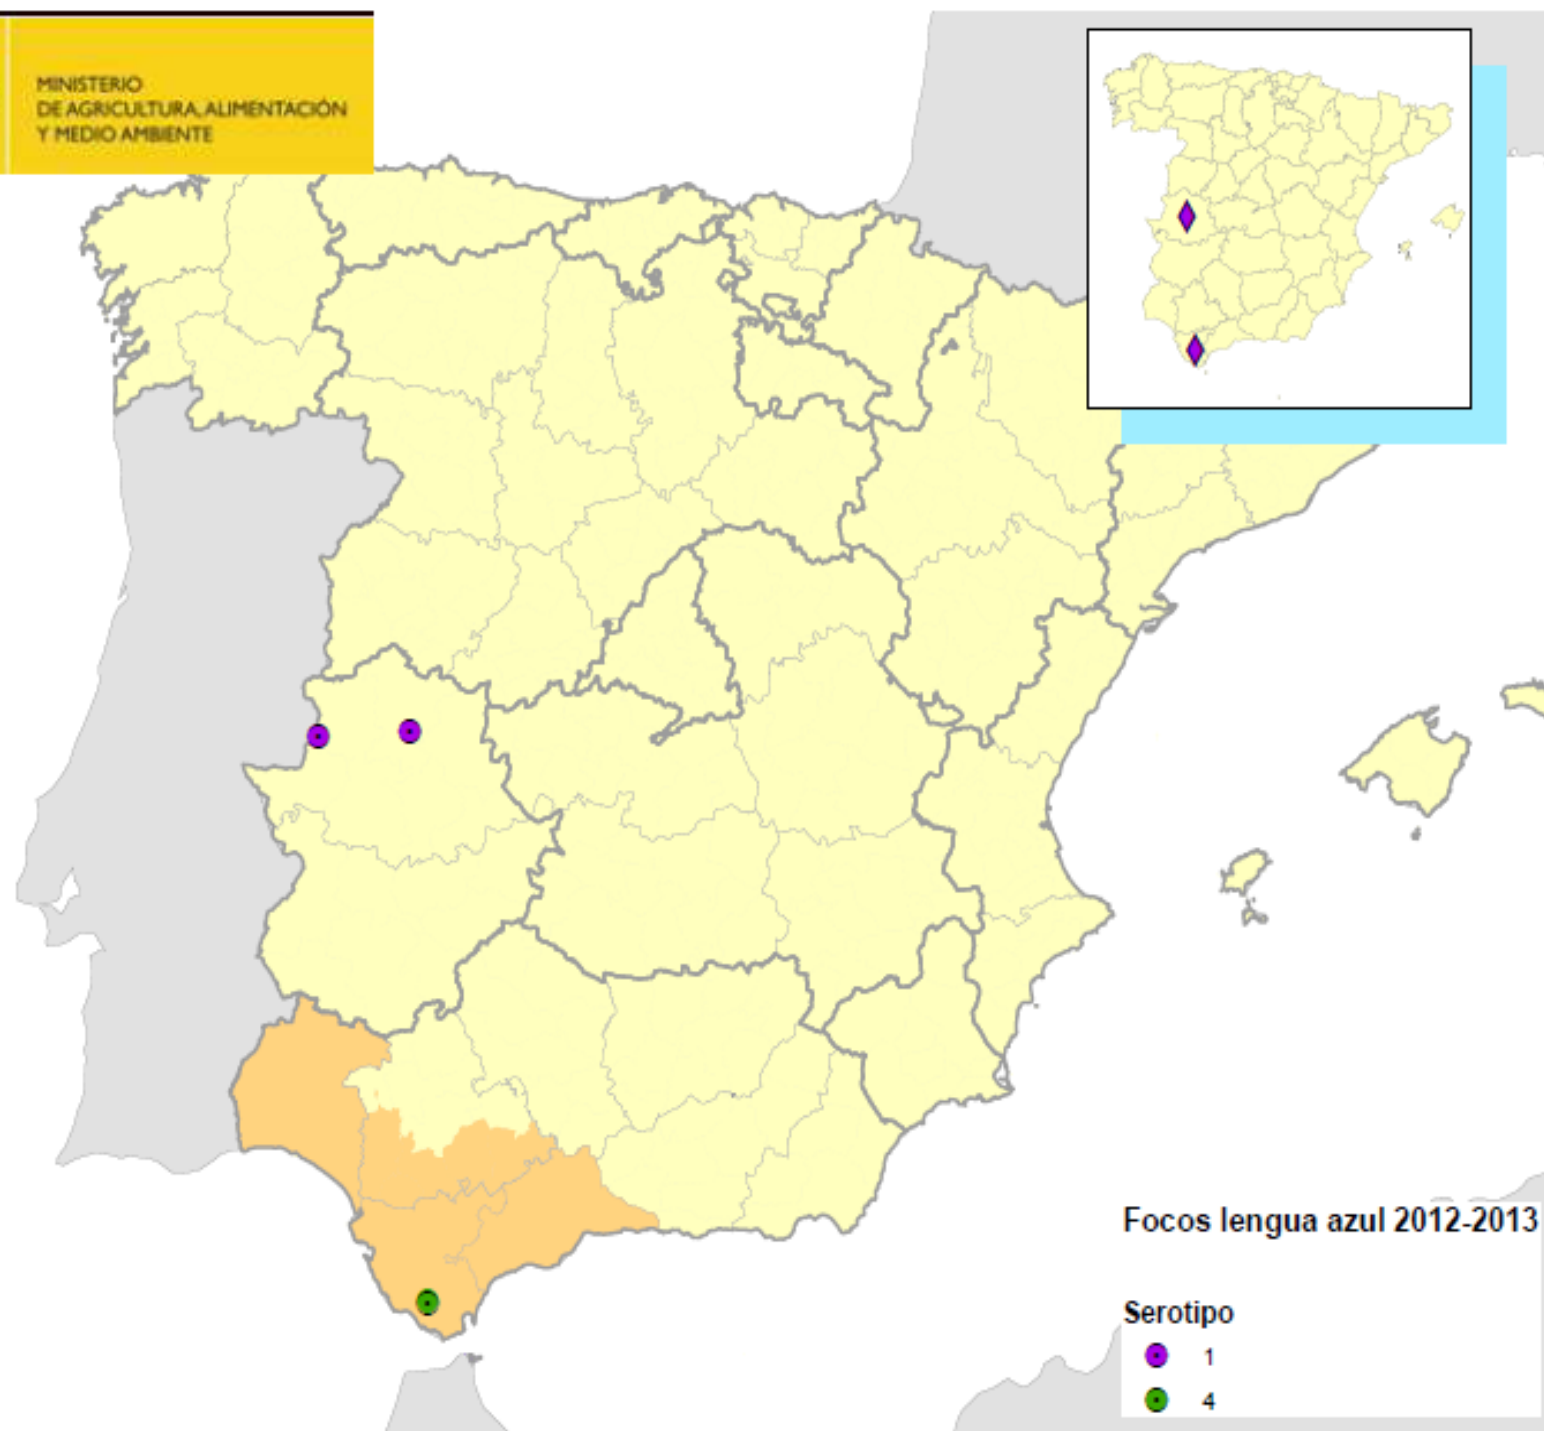 MINISTERIO
DE AGRICULTURA, ALIMENTACIÓN
Y MEDIO AMBIENTE
Focos lengua azul 2012-2013
Serotipo
1
4